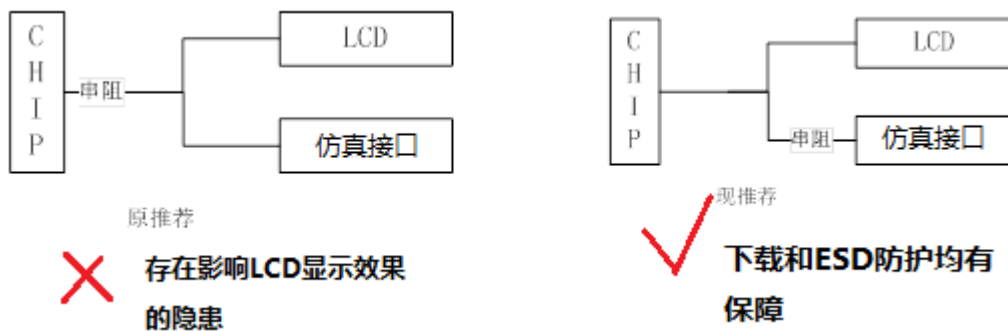 CHIP
串阻
LCD
仿真接口
原推荐
存在影响LCD显示效果
的隐患
CHIP
LCD
串阻
仿真接口
现推荐
下载和ESD防护均有
保障